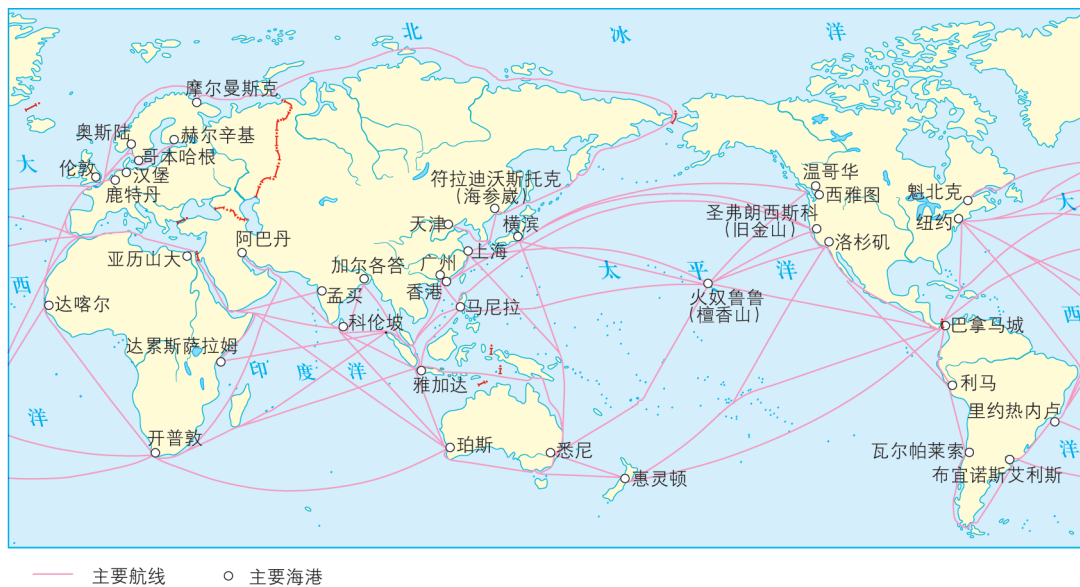 北 冰 洋
摩尔曼斯克
奥斯陆
赫尔辛基
哥本哈根
大
伦敦
汉堡
鹿特丹
符拉迪沃斯托克
(海参崴)
温哥华
西雅图
魁北克
大
天津
横滨
圣弗朗西斯科
(旧金山)
纽约
阿巴丹
上海
洛杉矶
亚历山大
加尔各答
广州
太 平 洋
西
孟买
香港
火奴鲁鲁
(檀香山)
达喀尔
马尼拉
西
科伦坡
巴拿马城
达累斯萨拉姆
印 度 洋
雅加达
利马
洋
里约热内卢
开普敦
珀斯
悉尼
瓦尔帕莱索
洋
惠灵顿
布宜诺斯艾利斯
主要航线
主要海港